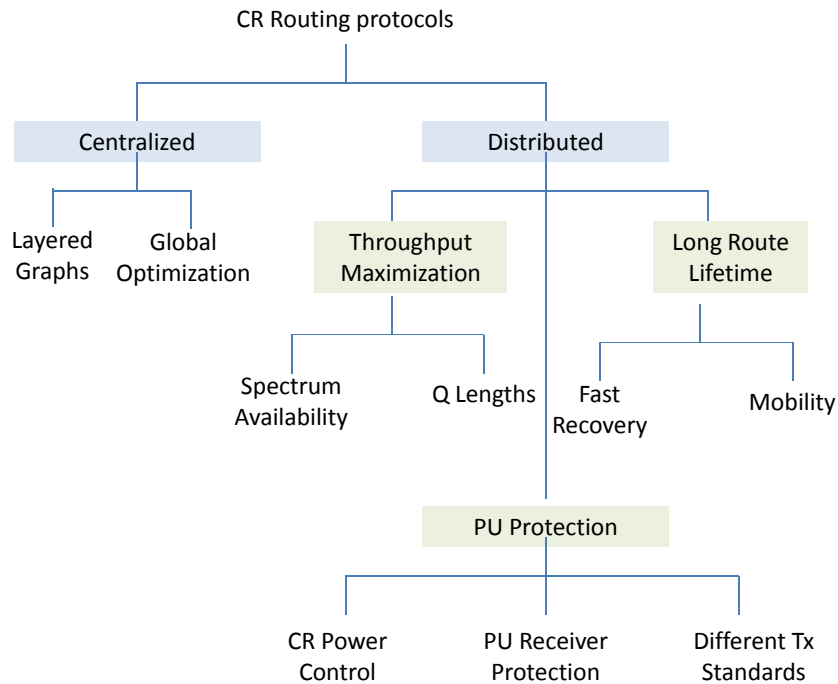 CR Routing protocols
Centralized
Distributed
Layered
Graphs
Global
Optimization
Throughput
Maximization
Long Route
Lifetime
Spectrum
Availability
Q Lengths
Fast
Recovery
Mobility
PU Protection
CR Power
Control
PU Receiver
Protection
Different Tx
Standards